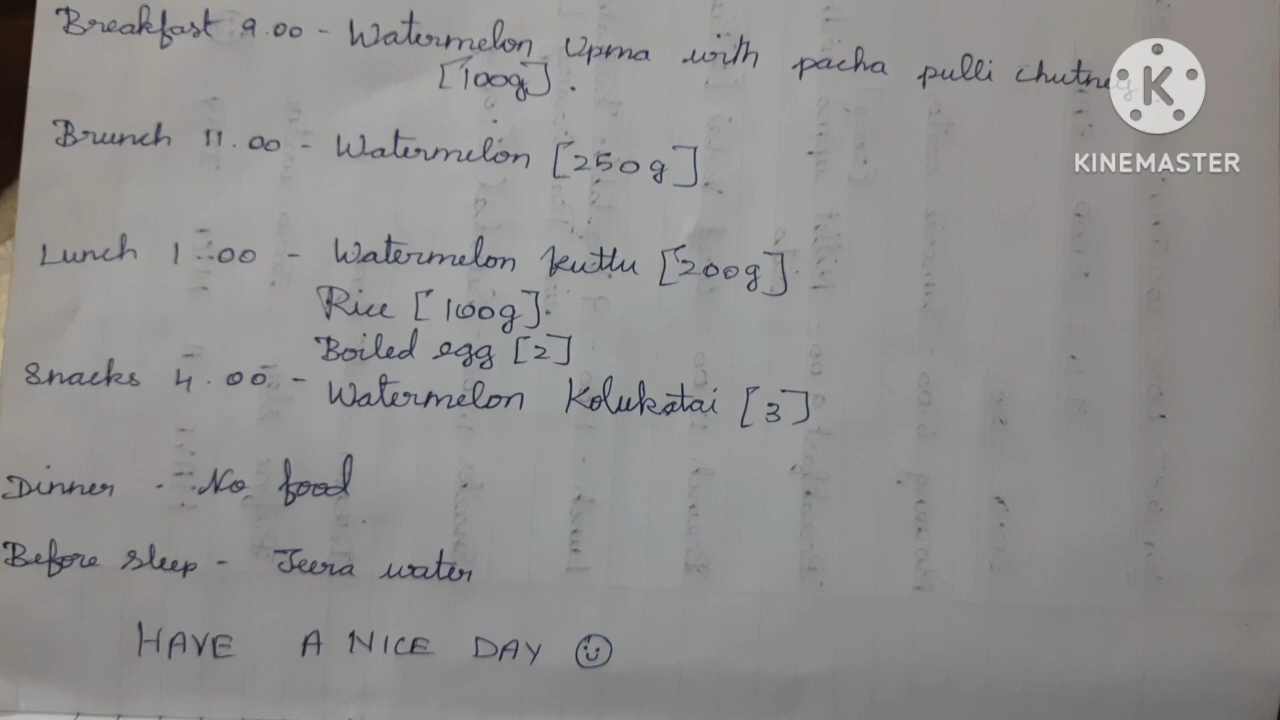 Breakfast 9.00 - Watermelon Upma with pacha pulli chutney
[100g].
Brunch 11.00 - Watermelon [250g]
Lunch 1.00 - Watermelon kuttu [200g].
Rice [100g].
Boiled egg [2]
Snacks 4.00 - Watermelon Kolukatai [3]
Dinner - No food
Before sleep - Jeera water
HAVE A NICE DAY
K
KINEMASTER